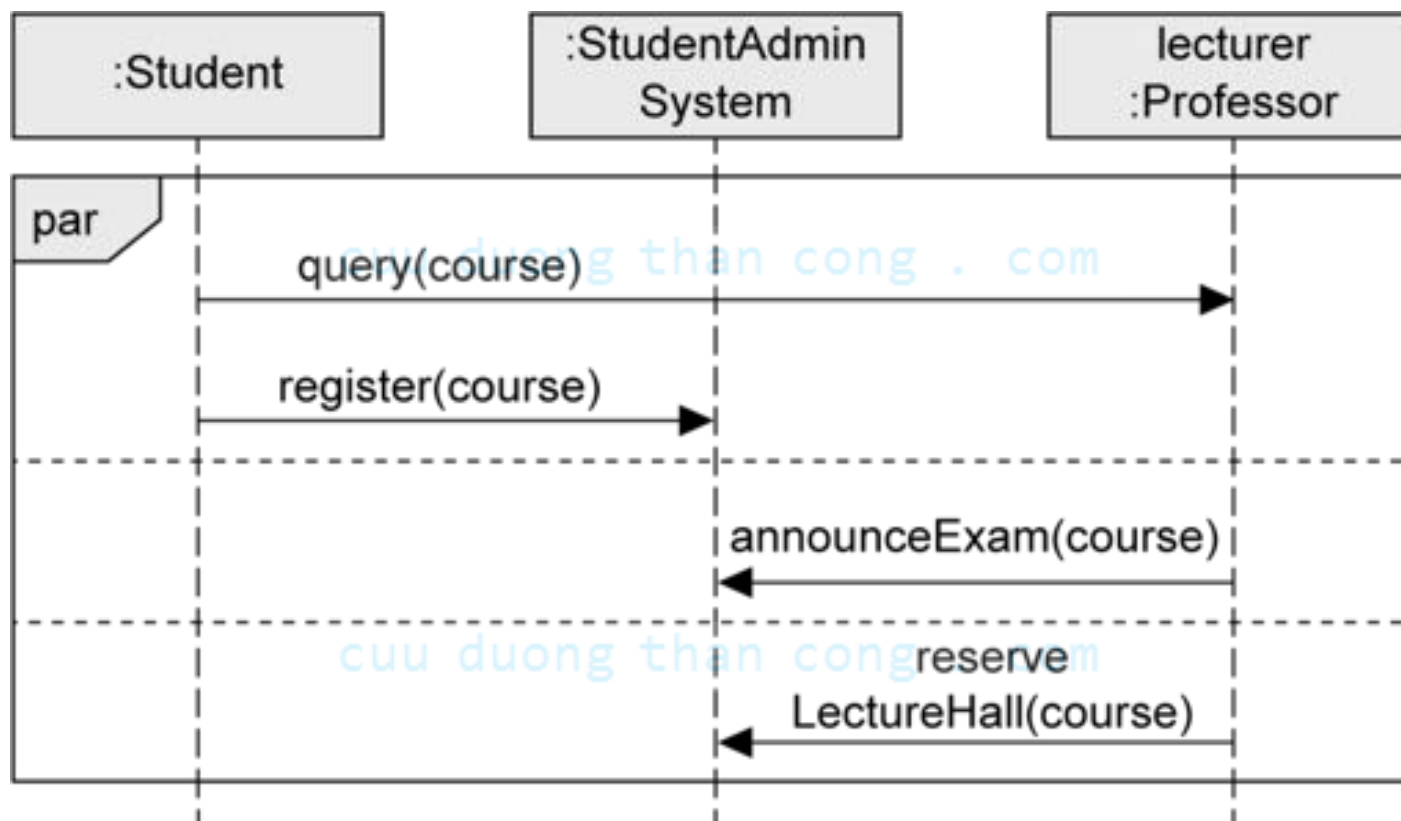 :Student
:StudentAdmin
System
lecturer
:Professor
par
cuu duong than cong . com
query(course)
register(course)
announceExam(course)
cuu duong than cong . com
reserve
LectureHall(course)